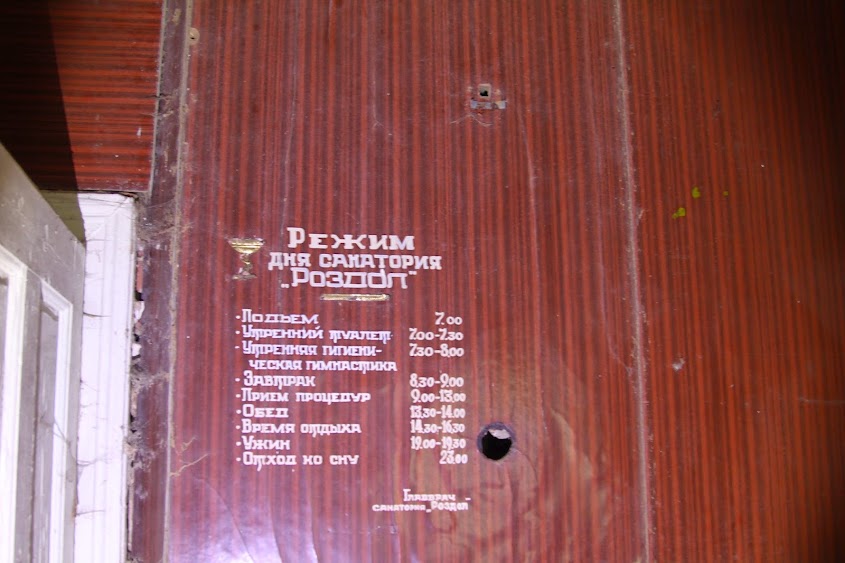 Режим
дня санатория
„Роздол"
·Подъем 7.00
·Утренний туалет 7.00-7.30
·Утренняя гигиени- 7.30-8.00
ческая гимнастика
·Завтрак 8.30-9.00
·Прием процедур 9.00-13.00
·Обед 13.30-14.00
·Время отдыха 14.30-16.30
·Ужин 19.00-19.30
·Отход ко сну 23.00
Главврач -
санатория „Роздол